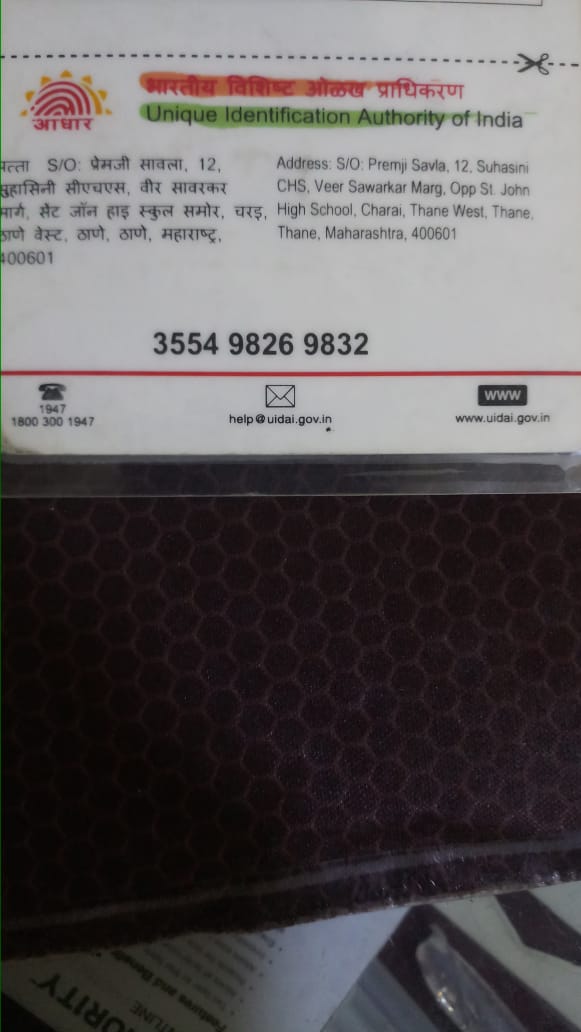 भारतीय विशिष्ट ओळख प्राधिकरण
Unique Identification Authority of India
आधार
पत्ता S/O: प्रेमजी सावला, 12,
सुहासिनी सीएचएस, वीर सावरकर
मार्ग, सैट जॉन हाइ स्कुल समोर, चरइ,
ठाणे वेस्ट, ठाणे, ठाणे, महाराष्ट्र,
400601
Address: S/O: Premji Savla, 12, Suhasini
CHS, Veer Sawarkar Marg, Opp St. John
High School, Charai, Thane West, Thane,
Thane, Maharashtra, 400601
3554 9826 9832
1947
1800 300 1947
help@uidai.gov.in
WWW
www.uidai.gov.in